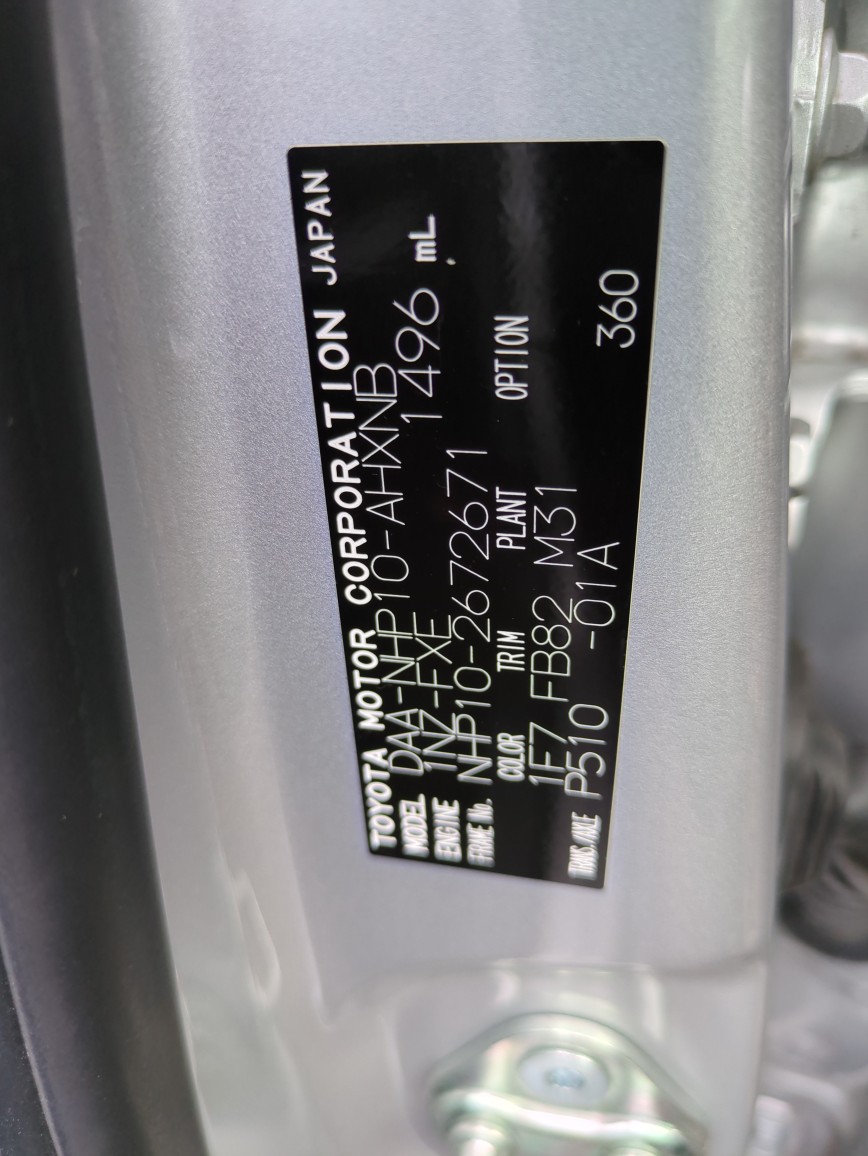 TOYOTA MOTOR CORPORATION JAPAN
MODEL DAA-NHP10-AHXNB
ENGINE 1NZ-FXE 1496 mL
FRAME No. NHP10-2672671
COLOR TRIM PLANT OPTION
1F7 FB82 M31
TRANS./AXLE P510 -01A 360